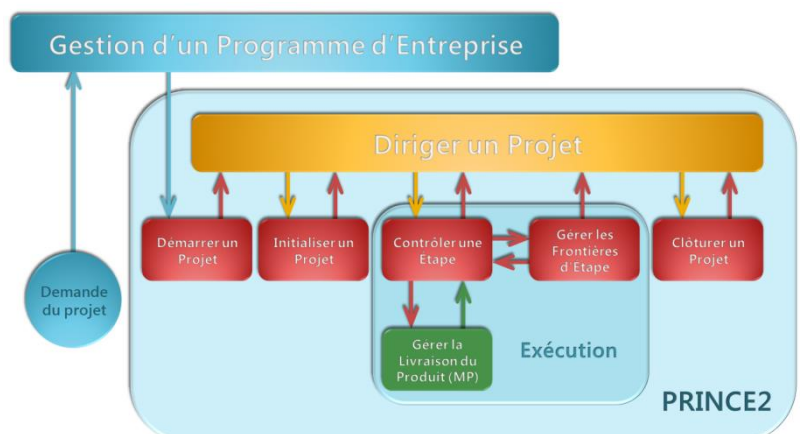 Gestion d'un Programme d'Entreprise
Diriger un Projet
Démarrer un
Projet
Initialiser un
Projet
Contrôler une
Etape
Gérer les
Frontières
d'Etape
Clôturer un
Projet
Demande
du projet
Gérer la
Livraison du
Produit (MP)
Exécution
PRINCE2